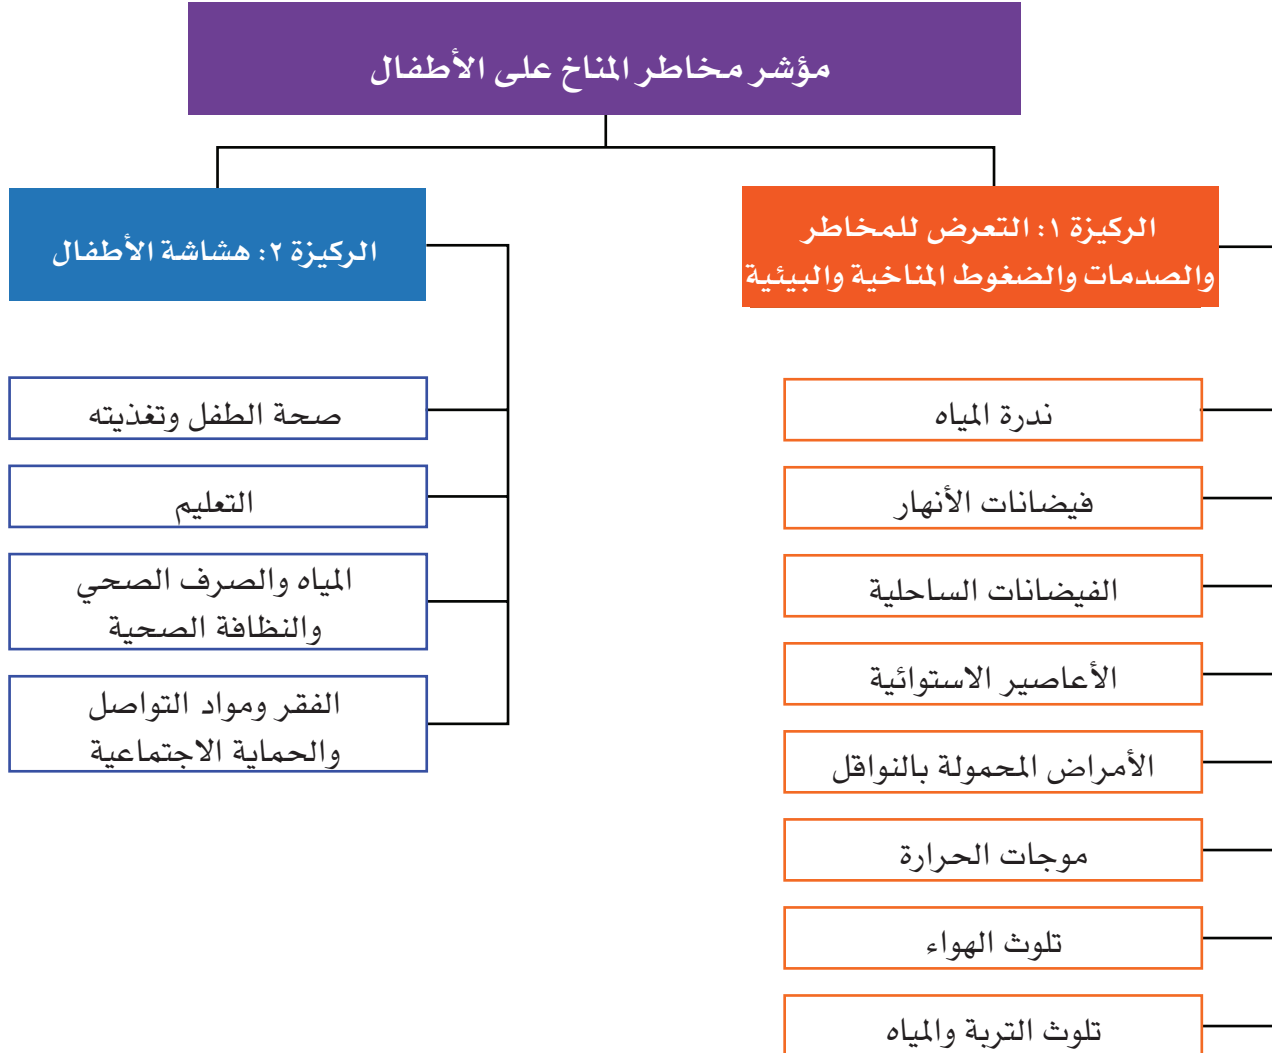 مؤشر مخاطر المناخ على الأطفال
الركيزة ١: التعرض للمخاطر
والصدمات والضغوط المناخية والبيئية
ندرة المياه
فيضانات الأنهار
الفيضانات الساحلية
الأعاصير الاستوائية
الأمراض المحمولة بالنواقل
موجات الحرارة
تلوث الهواء
تلوث التربة والمياه
الركيزة ٢: هشاشة الأطفال
صحة الطفل وتغذيته
التعليم
المياه والصرف الصحي
والنظافة الصحية
الفقر ومواد التواصل
والحماية الاجتماعية